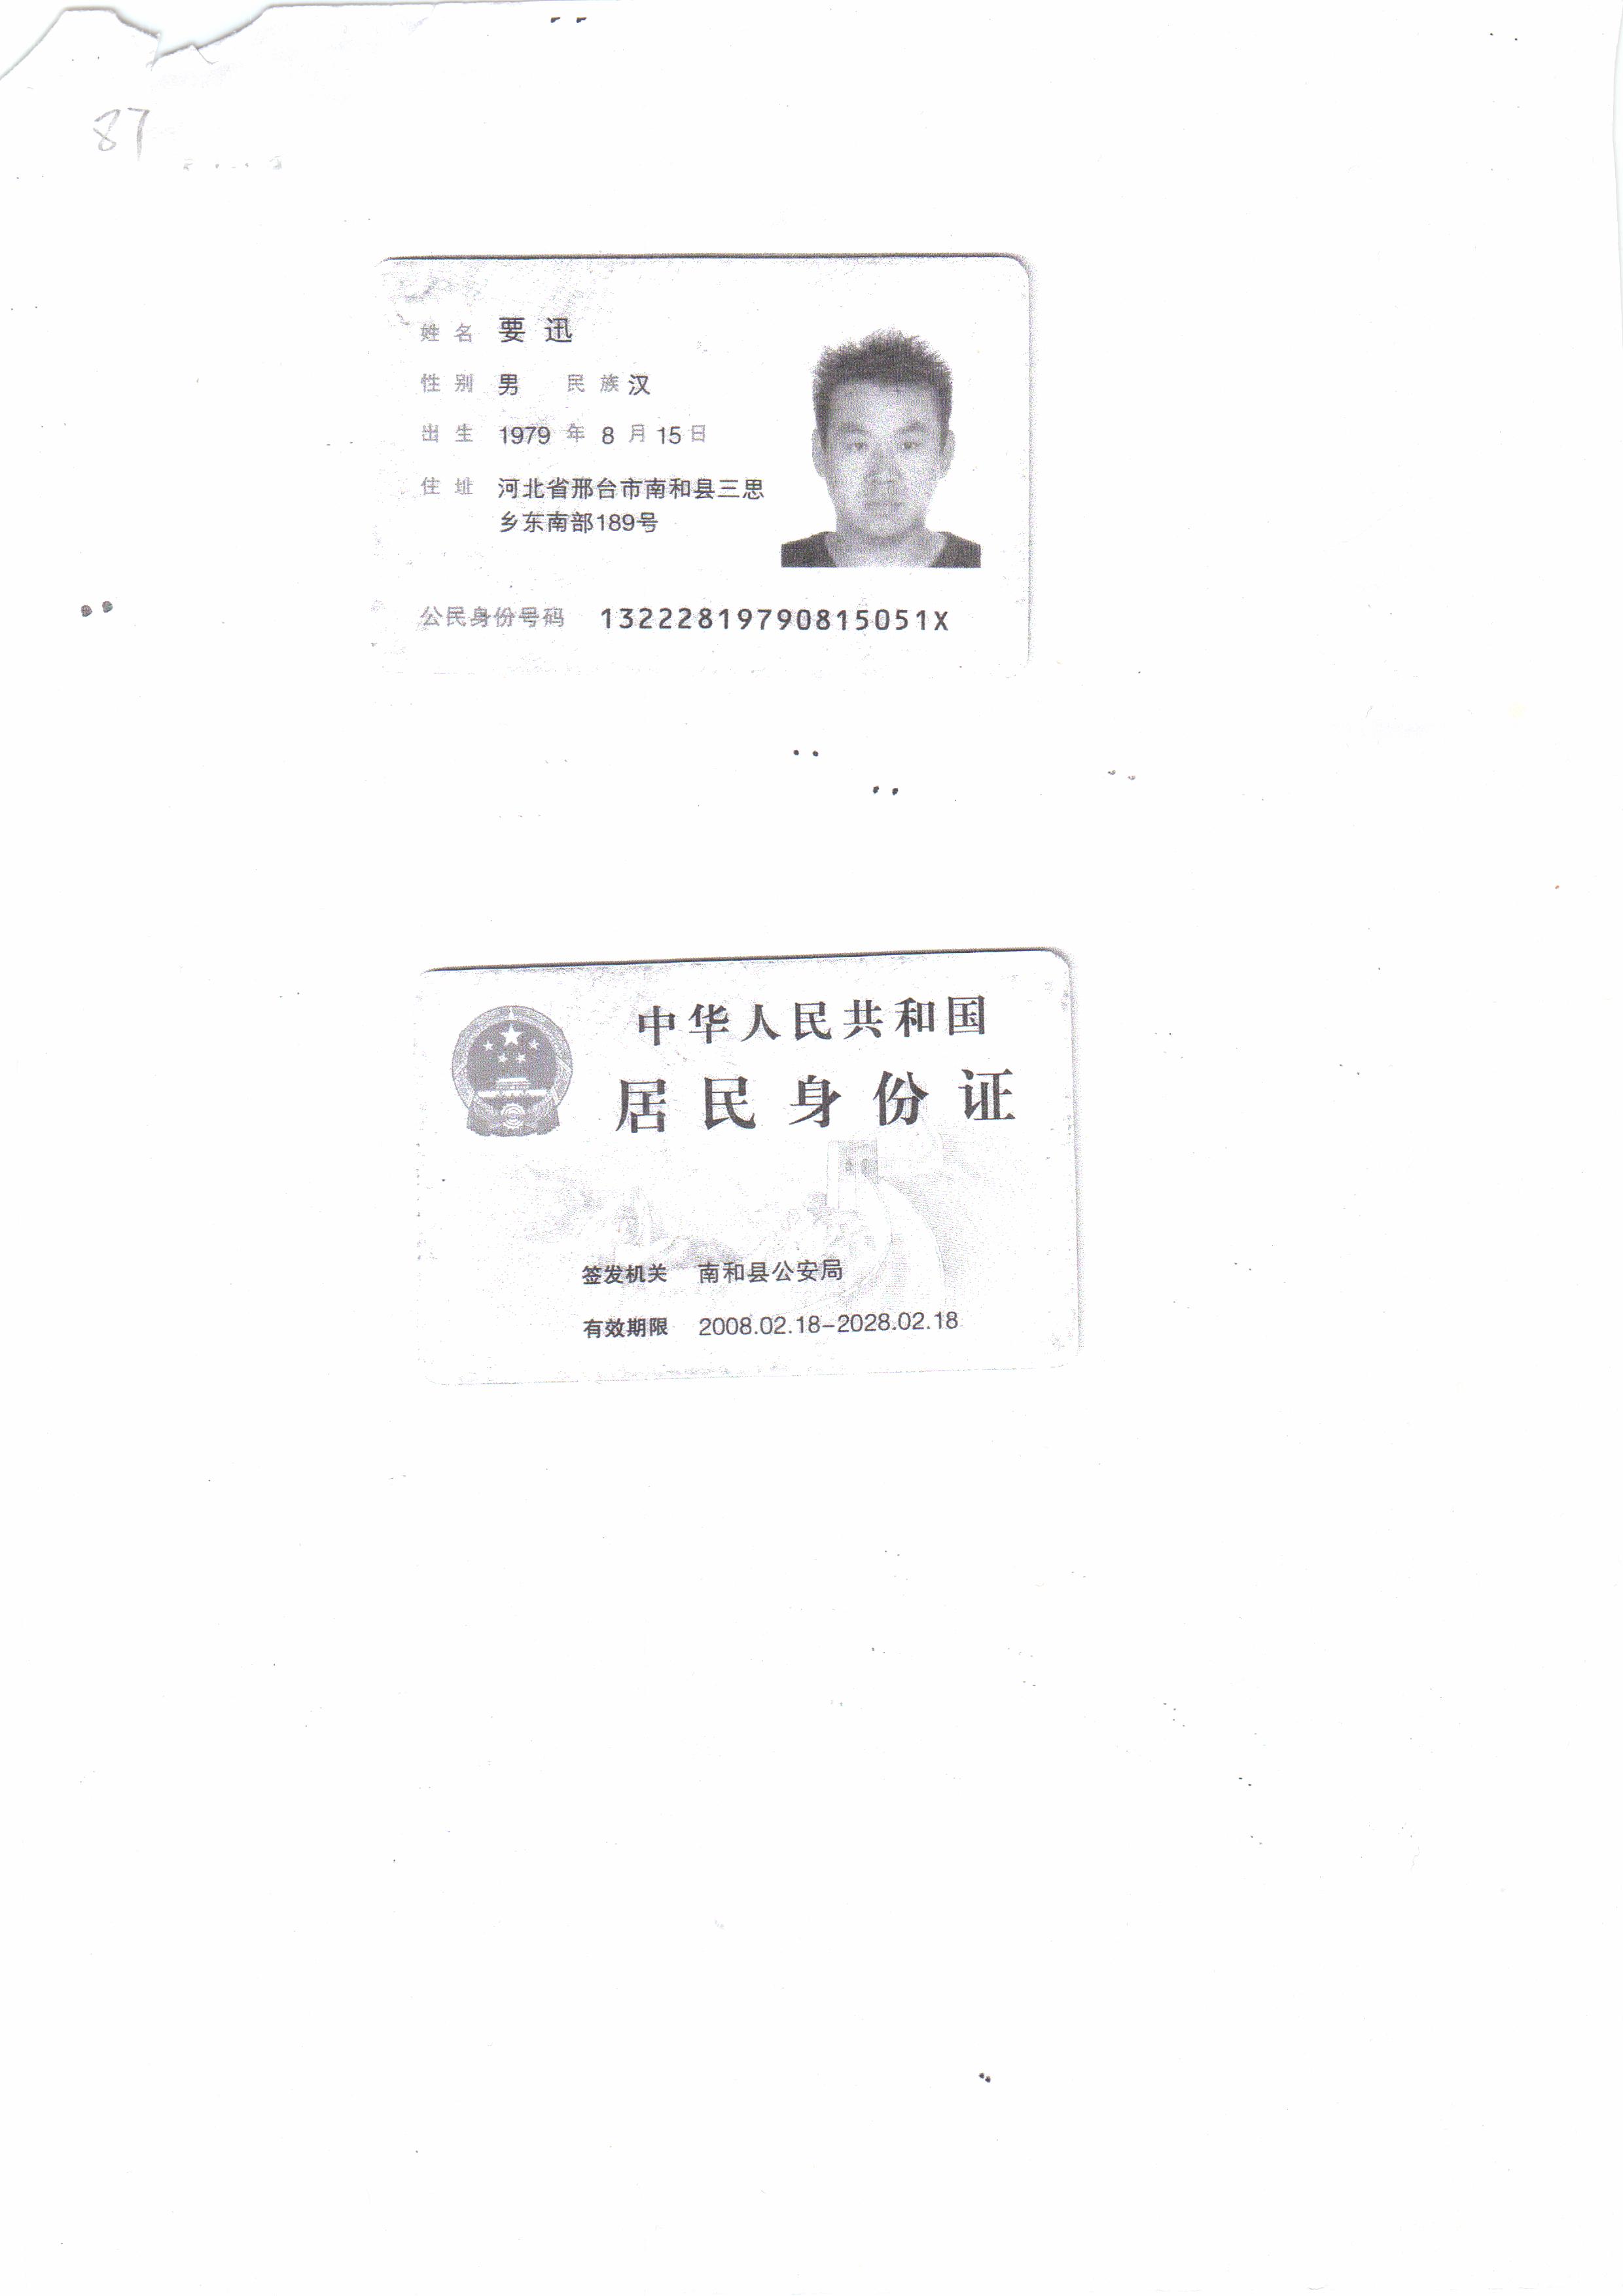 87
姓名 要迅
性别 男 民族 汉
出生 1979 年 8 月 15 日
住址 河北省邢台市南和县三思
乡东南部189号
公民身份号码 13222819790815051X
中华人民共和国
居民身份证
签发机关 南和县公安局
有效期限 2008.02.18-2028.02.18